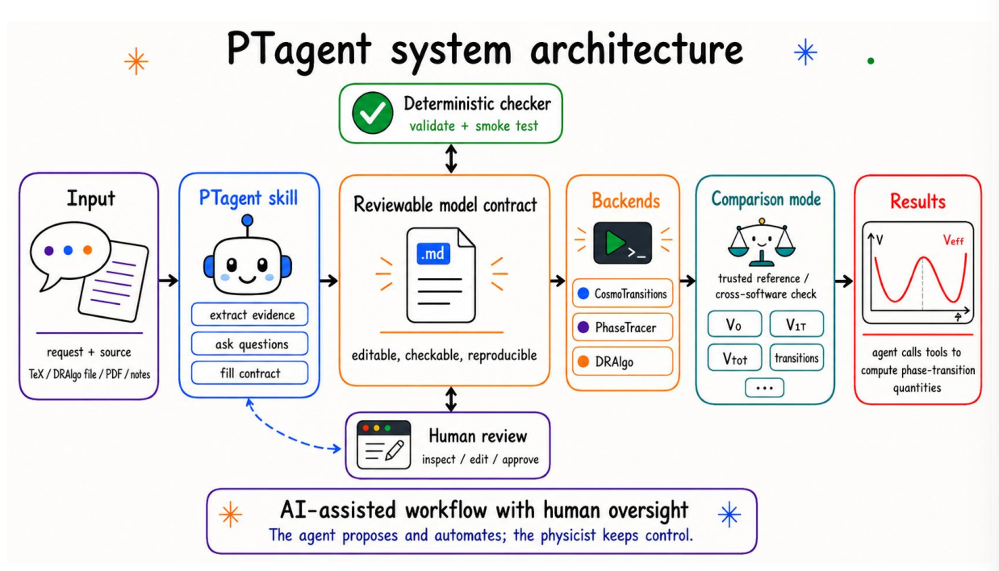 PTagent system architecture
Deterministic checker
validate + smoke test
Input
request + source
TeX / DRAlgo file / PDF / notes
PTagent skill
extract evidence
ask questions
fill contract
Reviewable model contract
.md
editable, checkable, reproducible
Human review
inspect / edit / approve
Backends
>_
CosmoTransitions
PhaseTracer
DRAlgo
Comparison mode
trusted reference /
cross-software check
V₀
V₁T
Vtot
transitions
...
Results
V
Veff
agent calls tools to
compute phase-transition
quantities
AI-assisted workflow with human oversight
The agent proposes and automates; the physicist keeps control.